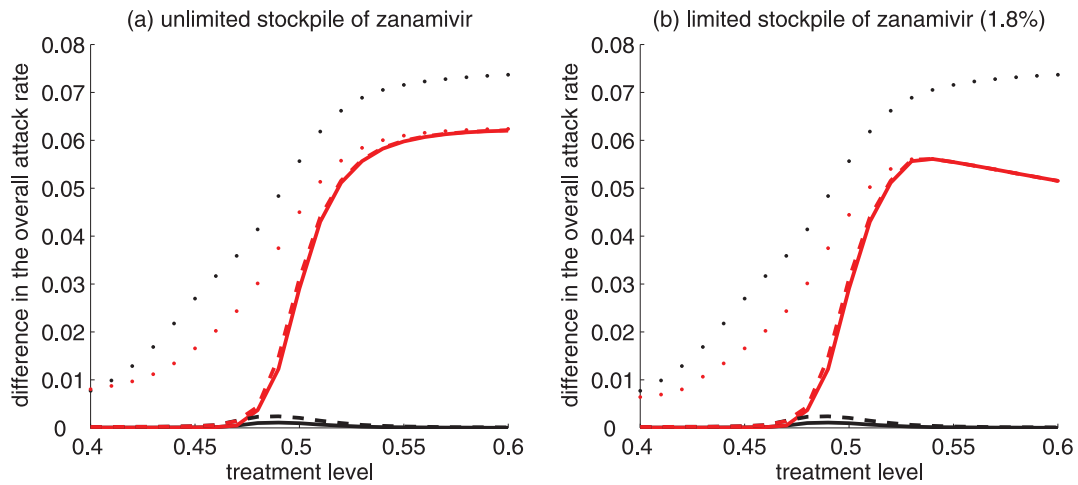 (a) unlimited stockpile of zanamivir
difference in the overall attack rate
0.08
0.07
0.06
0.05
0.04
0.03
0.02
0.01
0
0.4 0.45 0.5 0.55 0.6
treatment level
(b) limited stockpile of zanamivir (1.8%)
difference in the overall attack rate
0.08
0.07
0.06
0.05
0.04
0.03
0.02
0.01
0
0.4 0.45 0.5 0.55 0.6
treatment level